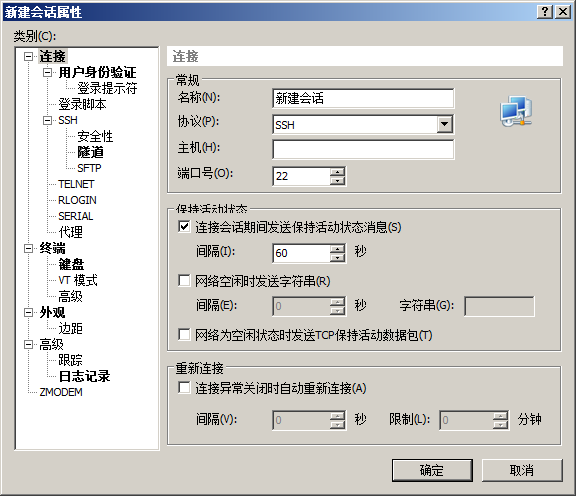 新建会话属性
类别(C):
连接
用户身份验证
登录提示符
登录脚本
SSH
安全性
隧道
SFTP
TELNET
RLOGIN
SERIAL
代理
终端
键盘
VT 模式
高级
外观
边距
高级
跟踪
日志记录
ZMODEM
连接
常规
名称(N): 新建会话
协议(P): SSH
主机(H):
端口号(O): 22
保持活动状态
连接会话期间发送保持活动状态消息(S)
间隔(I): 60 秒
网络空闲时发送字符串(R)
间隔(E): 0 秒 字符串(G):
网络为空闲状态时发送TCP保持活动数据包(T)
重新连接
连接异常关闭时自动重新连接(A)
间隔(V): 0 秒 限制(L): 0 分钟
确定 取消